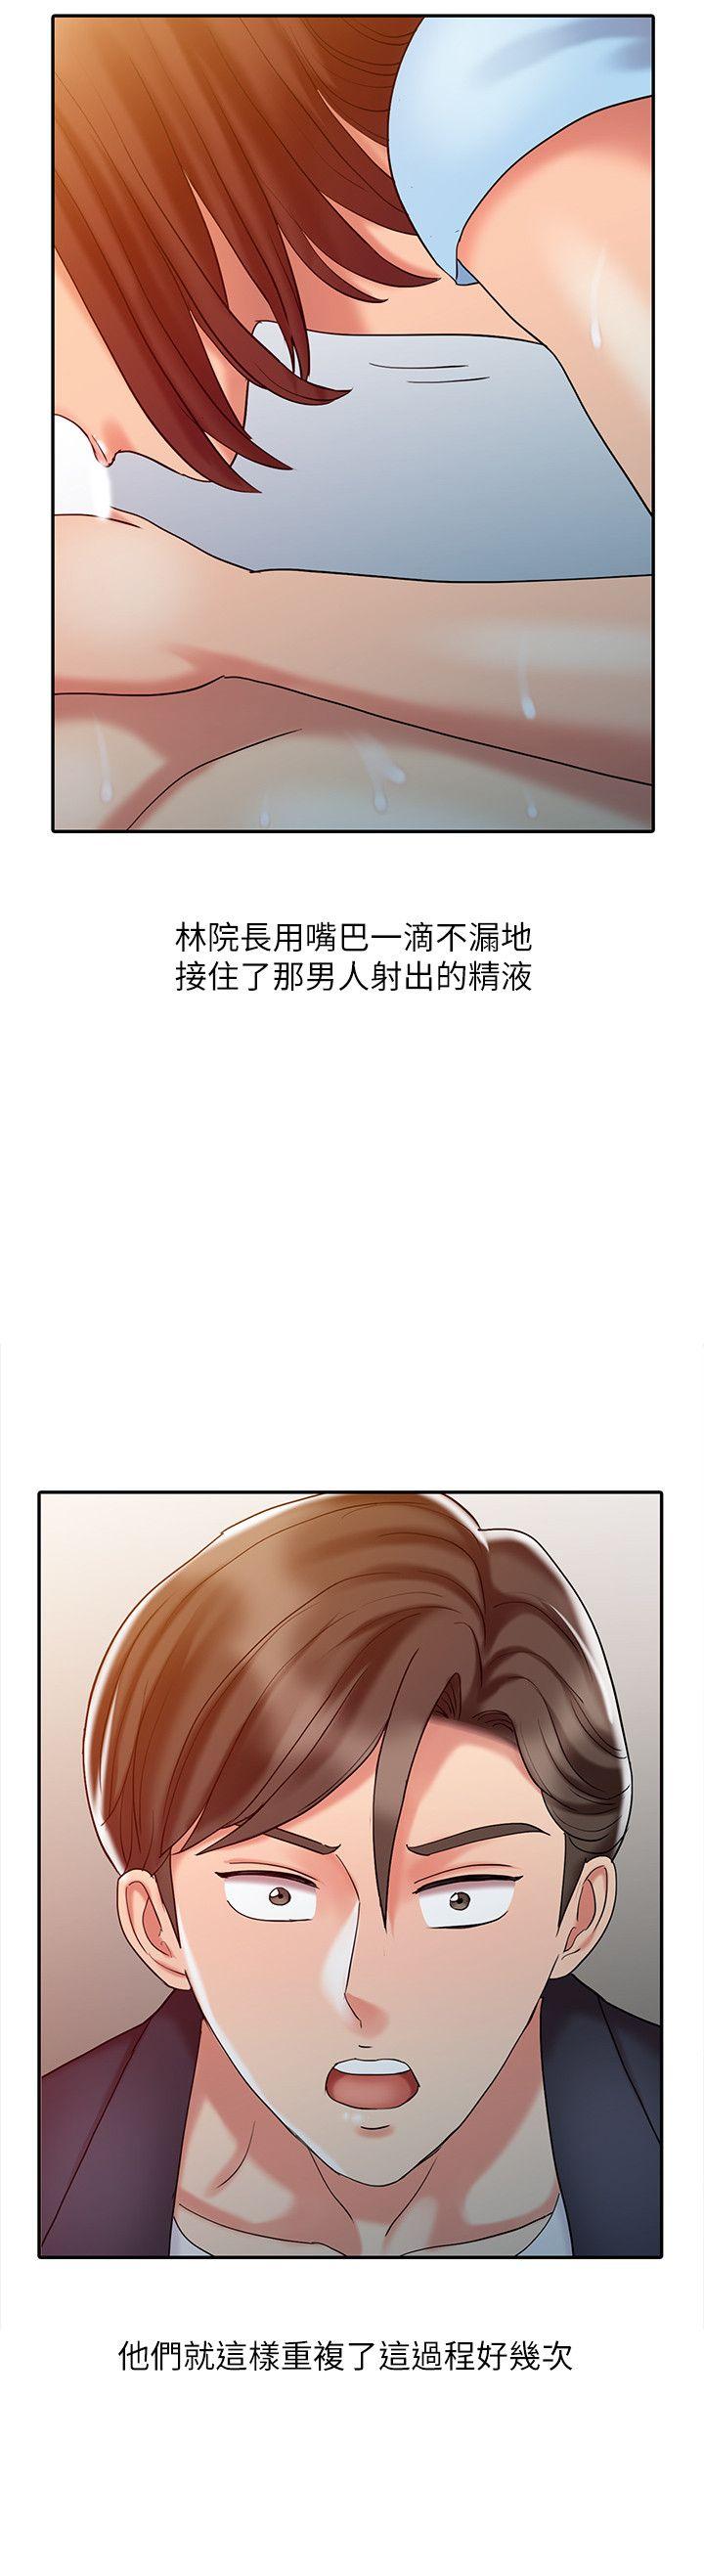 林院長用嘴巴一滴不漏地
接住了那男人射出的精液
他們就這樣重複了這過程好幾次